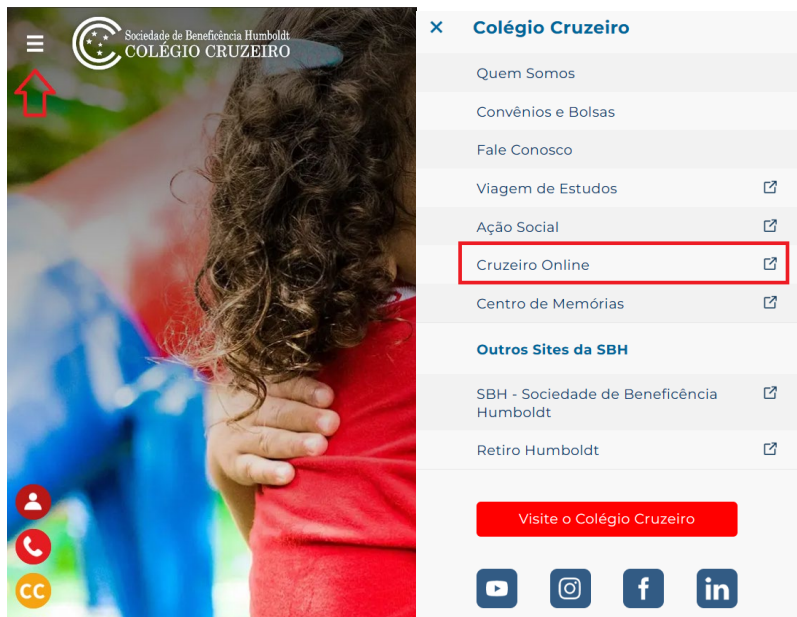 Sociedade de Beneficência Humboldt
COLÉGIO CRUZEIRO
CC
Colégio Cruzeiro
Quem Somos
Convênios e Bolsas
Fale Conosco
Viagem de Estudos
Ação Social
Cruzeiro Online
Centro de Memórias
Outros Sites da SBH
SBH - Sociedade de Beneficência
Humboldt
Retiro Humboldt
Visite o Colégio Cruzeiro
f
in